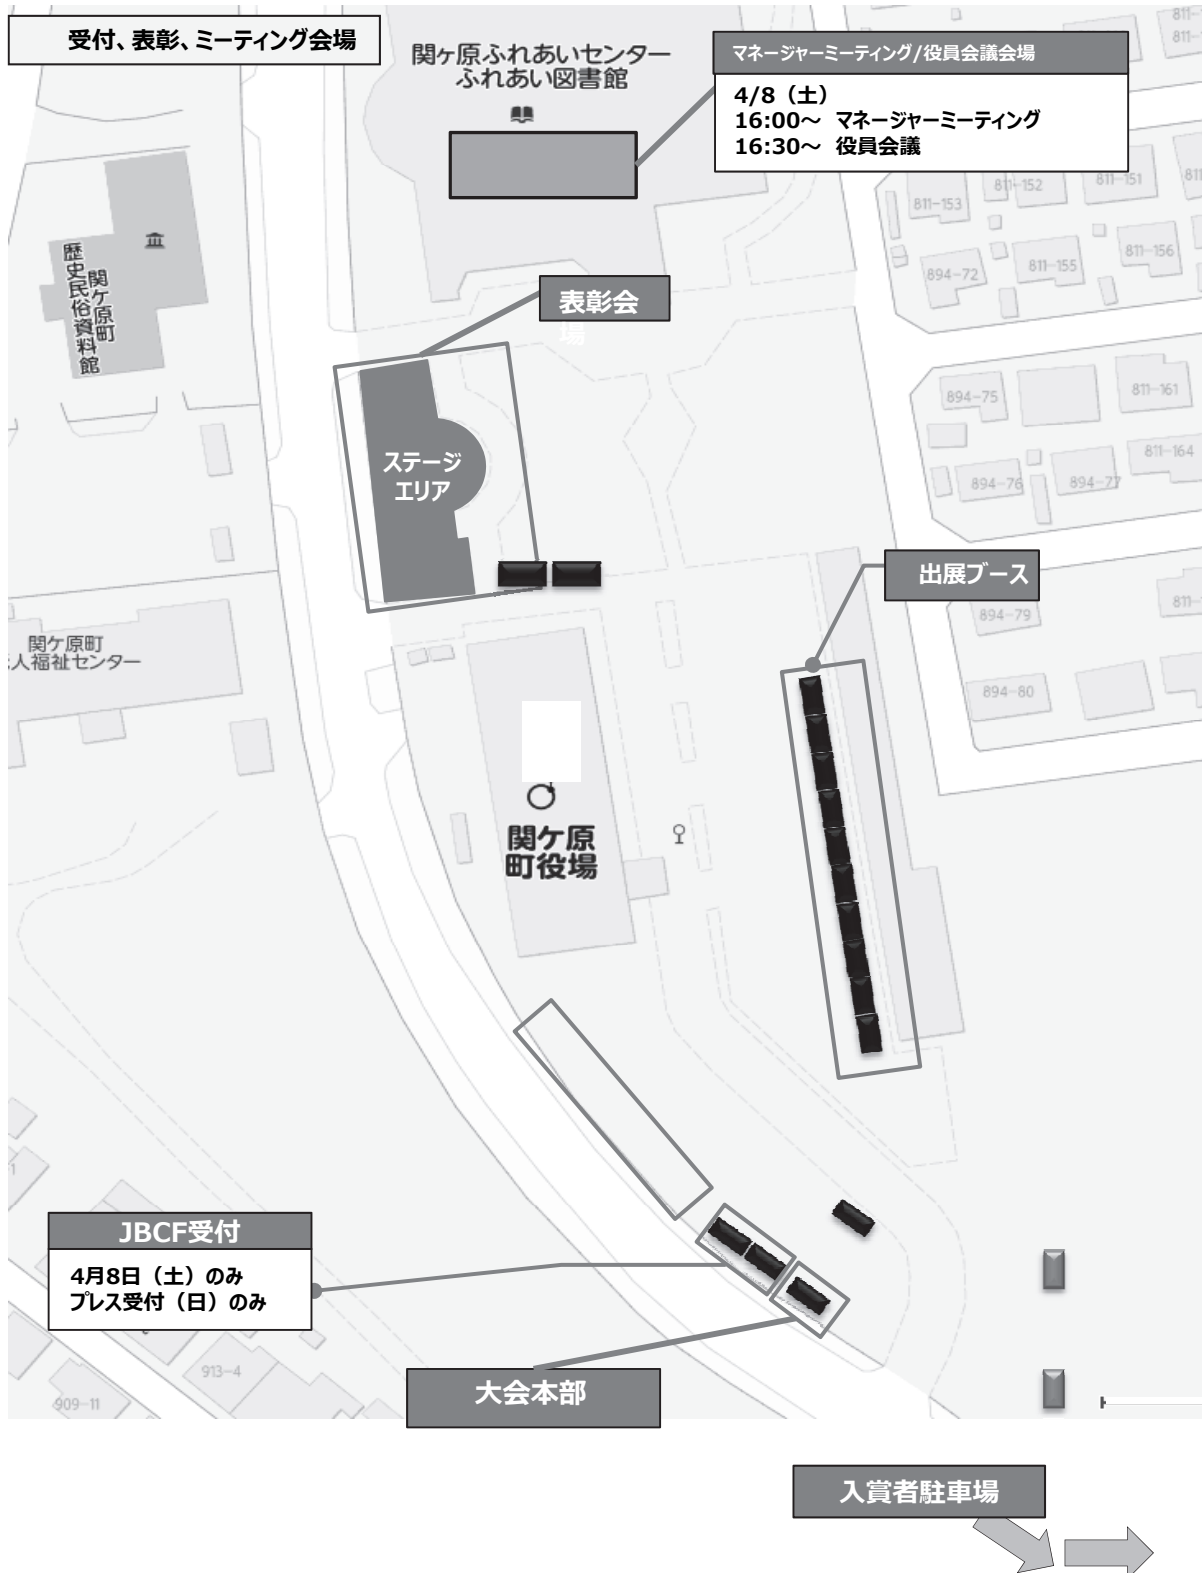 受付、表彰、ミーティング会場
関ヶ原ふれあいセンター
ふれあい図書館
マネージャーミーティング/役員会議会場
4/8（土）
16:00～ マネージャーミーティング
16:30～ 役員会議
811-
811-
811-153
811-152
811-151
811
894-72
811-155
811-156
関ケ原町
歴史民俗資料館
表彰会
場
894-75
811-161
811-164
894-76
894-77
ステージ
エリア
出展ブース
894-79
811-
894-80
関ケ原町
人福祉センター
関ケ原
町役場
JBCF受付
4月8日（土）のみ
プレス受付（日）のみ
913-4
909-11
大会本部
入賞者駐車場